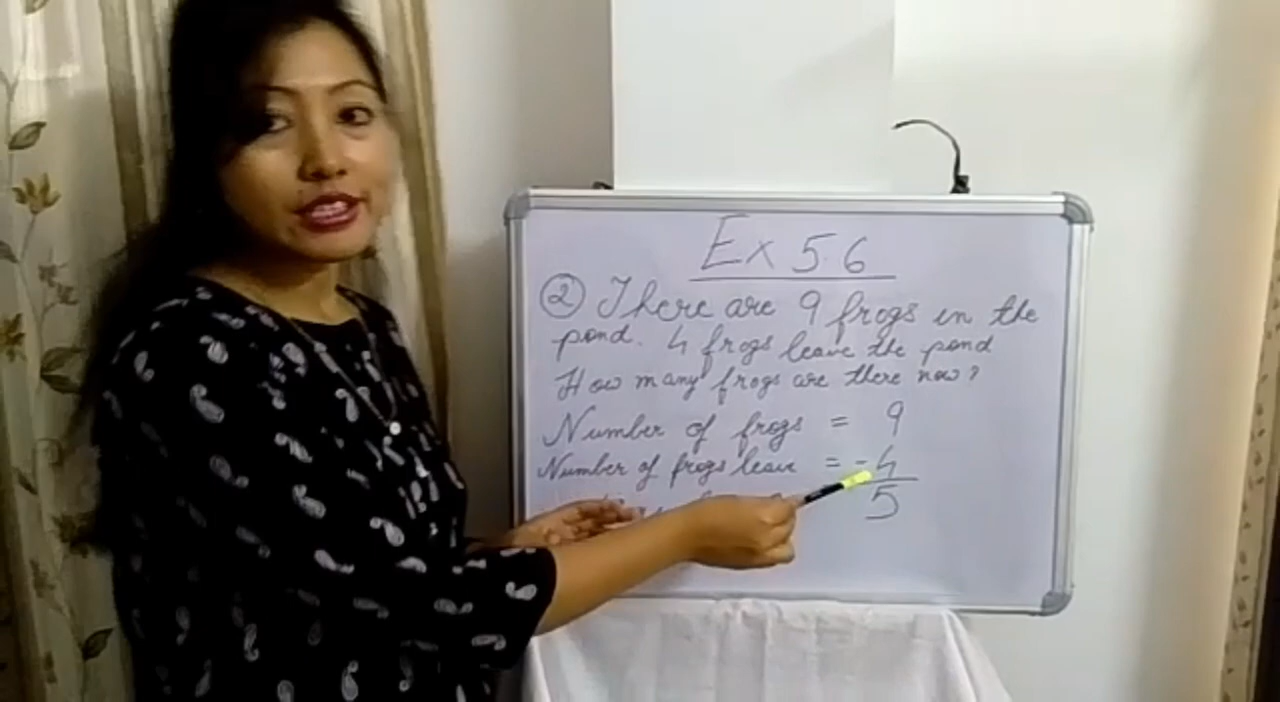 Ex 5.6
② There are 9 frogs in the
pond. 4 frogs leave the pond
How many frogs are there now?
Number of frogs = 9
Number of frogs leave = - 4
5